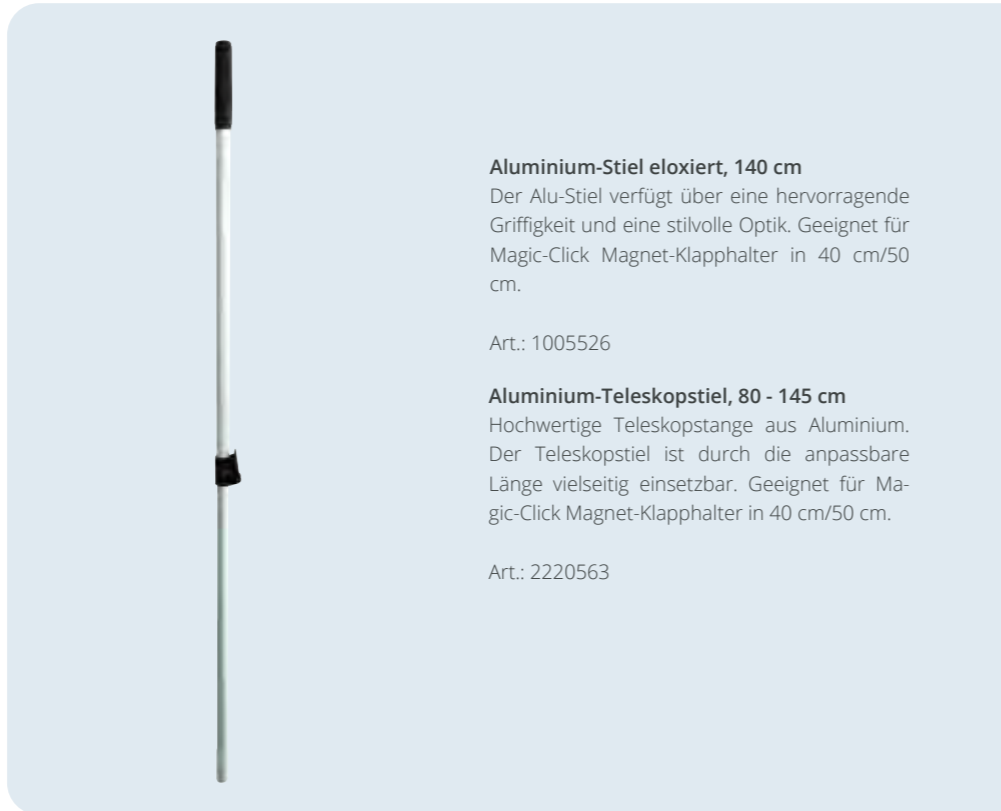 Aluminium-Stiel eloxiert, 140 cm
Der Alu-Stiel verfügt über eine hervorragende
Griffigkeit und eine stilvolle Optik. Geeignet für
Magic-Click Magnet-Klapphalter in 40 cm/50
cm.
Art.: 1005526
Aluminium-Teleskopstiel, 80 - 145 cm
Hochwertige Teleskopstange aus Aluminium.
Der Teleskopstiel ist durch die anpassbare
Länge vielseitig einsetzbar. Geeignet für Ma-
gic-Click Magnet-Klapphalter in 40 cm/50 cm.
Art.: 2220563